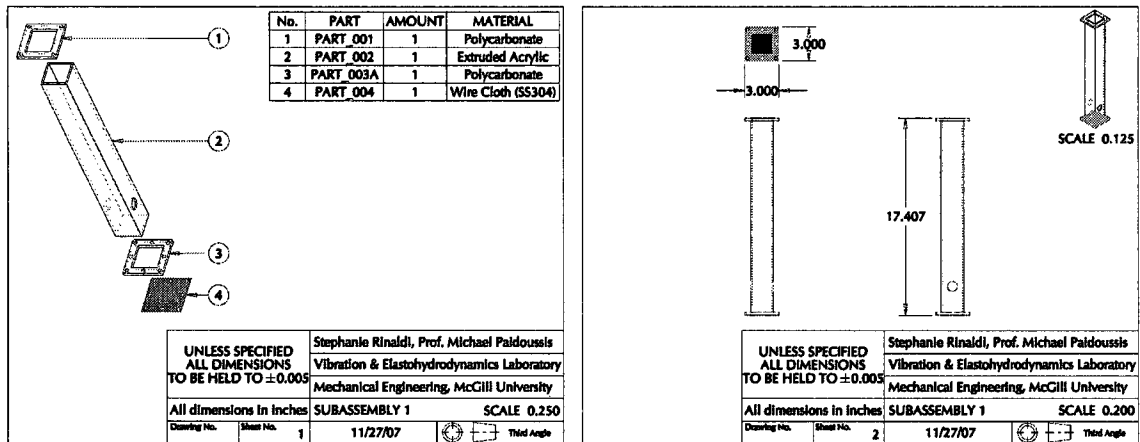 No. PART AMOUNT MATERIAL
1 PART_001 1 Polycarbonate
2 PART_002 1 Extruded Acrylic
3 PART_003A 1 Polycarbonate
4 PART_004 1 Wire Cloth (SS304)
1
2
3
4
UNLESS SPECIFIED
ALL DIMENSIONS
TO BE HELD TO ±0.005
Stephanie Rinaldi, Prof. Michael Paidoussis
Vibration & Elastohydrodynamics Laboratory
Mechanical Engineering, McGill University
All dimensions in inches SUBASSEMBLY 1 SCALE 0.250
Drawing No. Sheet No. 1 11/27/07 Third Angle
3.000
3.000
SCALE 0.125
17.407
UNLESS SPECIFIED
ALL DIMENSIONS
TO BE HELD TO ±0.005
Stephanie Rinaldi, Prof. Michael Paidoussis
Vibration & Elastohydrodynamics Laboratory
Mechanical Engineering, McGill University
All dimensions in inches SUBASSEMBLY 1 SCALE 0.200
Drawing No. Sheet No. 2 11/27/07 Third Angle